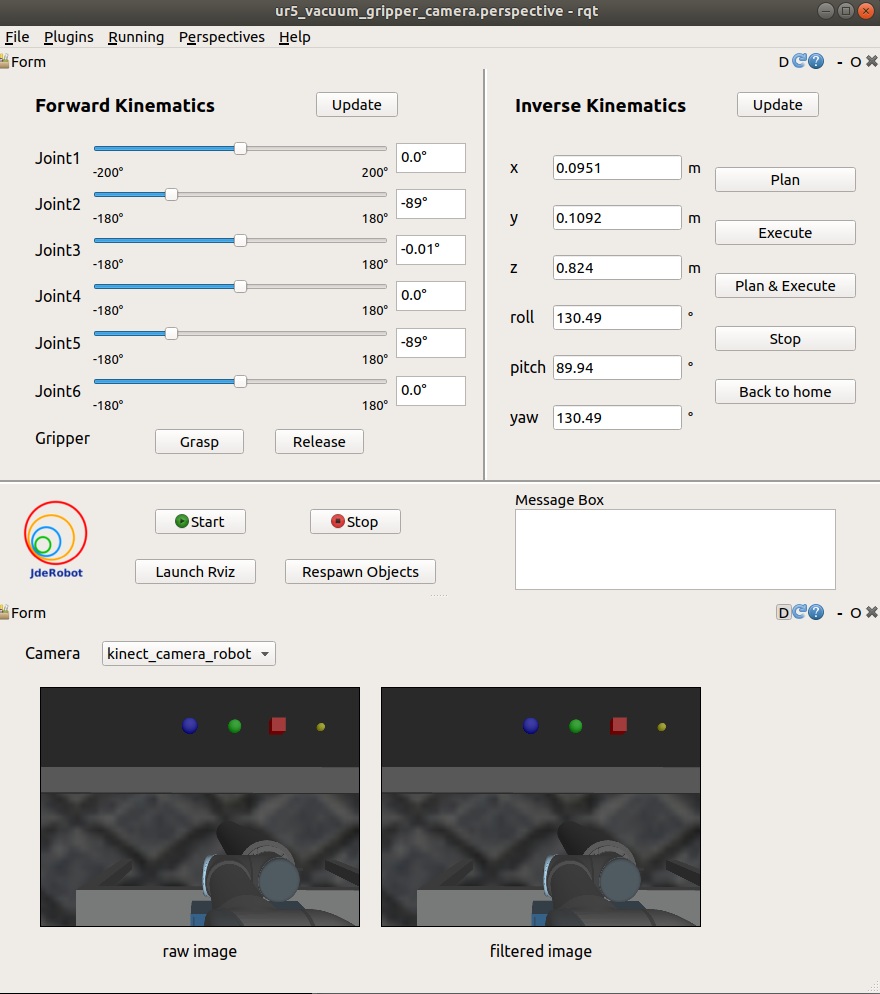 ur5_vacuum_gripper_camera.perspective - rqt
File Plugins Running Perspectives Help
Form
D ? - O
Forward Kinematics
Update
Joint1
-200° 200°
0.0°
Joint2
-180° 180°
-89°
Joint3
-180° 180°
-0.01°
Joint4
-180° 180°
0.0°
Joint5
-180° 180°
-89°
Joint6
-180° 180°
0.0°
Gripper
Grasp
Release
Inverse Kinematics
Update
x 0.0951 m
y 0.1092 m
z 0.824 m
roll 130.49 °
pitch 89.94 °
yaw 130.49 °
Plan
Execute
Plan & Execute
Stop
Back to home
JdeRobot
Start
Stop
Launch Rviz
Respawn Objects
Message Box
Form
D ? - O
Camera kinect_camera_robot
raw image
filtered image